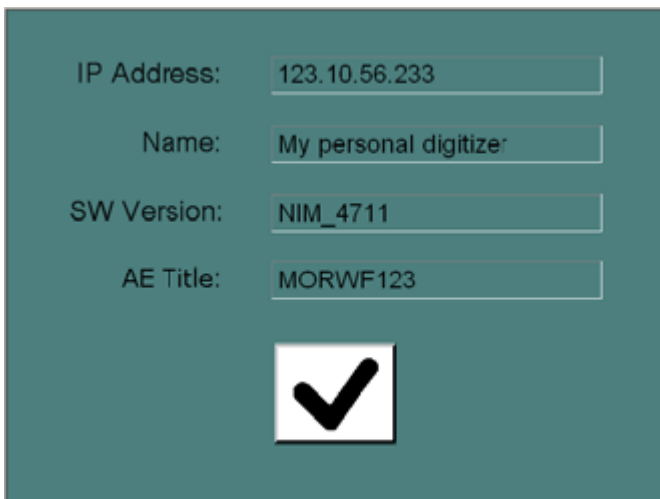 IP Address: 123.10.56.233
Name: My personal digitizer
SW Version: NIM_4711
AE Title: MORWF123